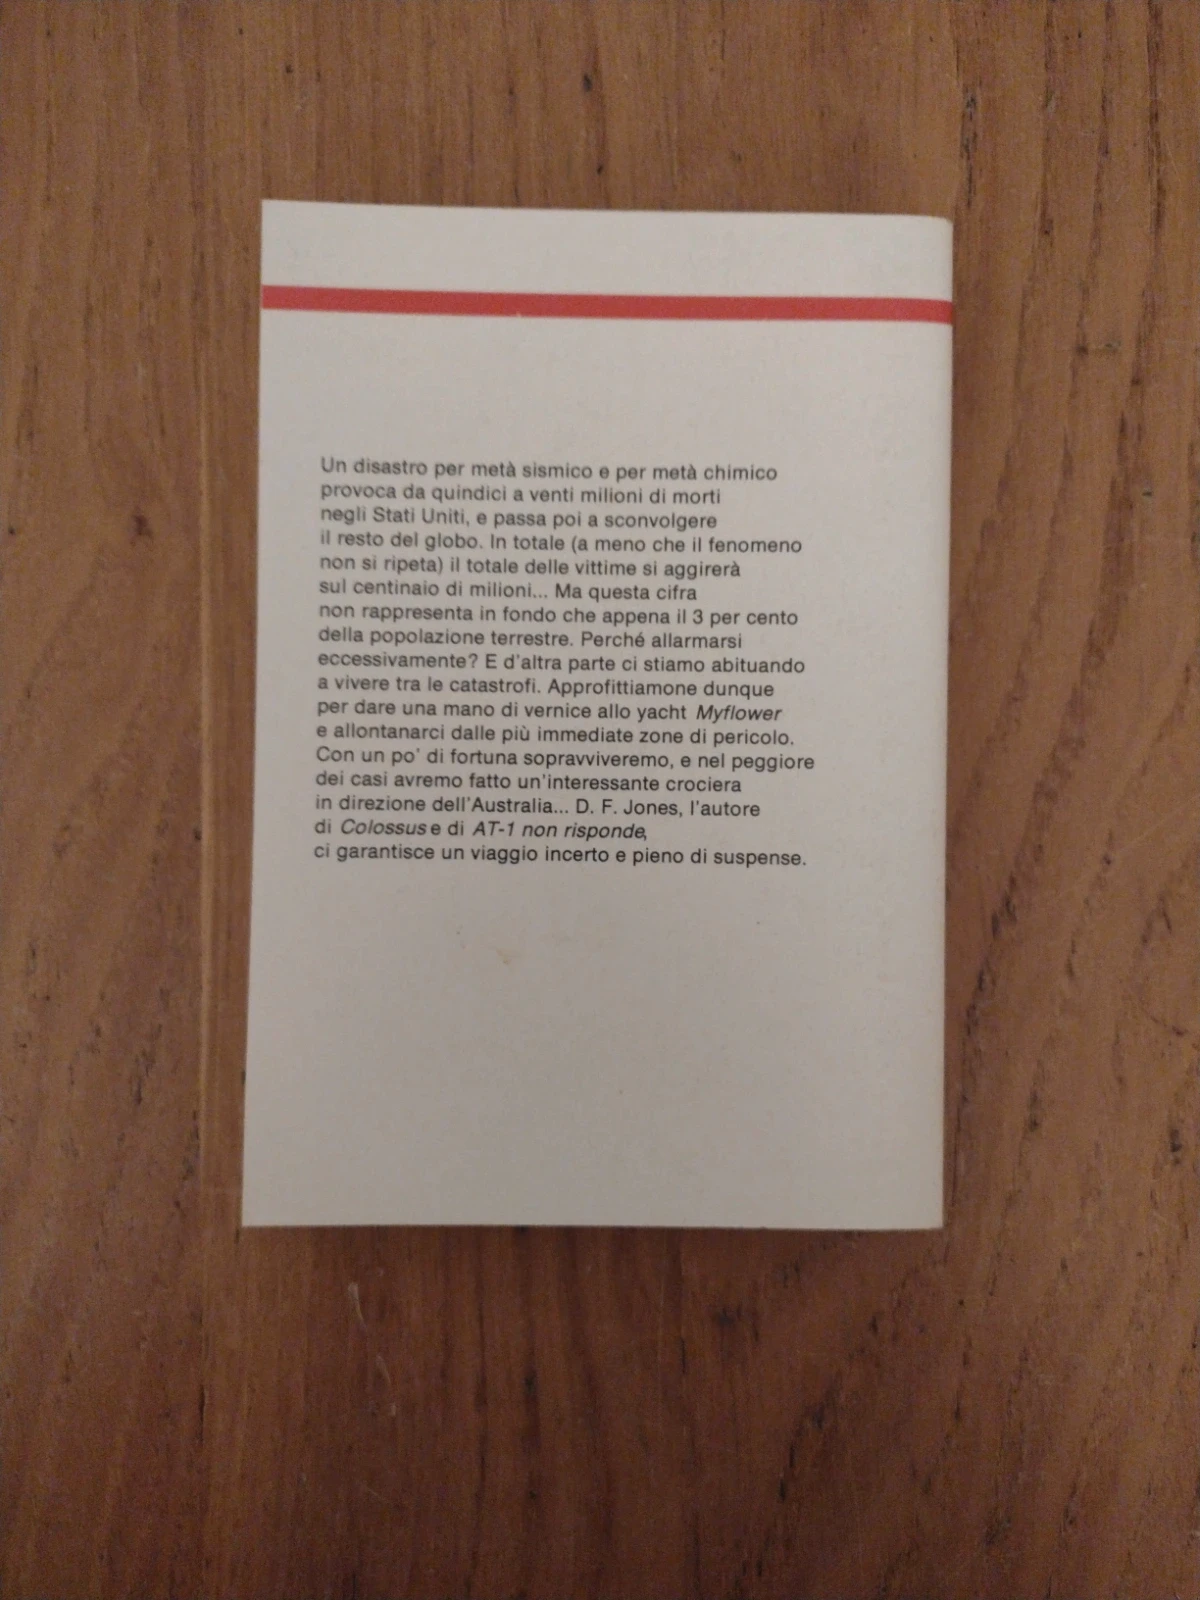 Un disastro per metà sismico e per metà chimico
provoca da quindici a venti milioni di morti
negli Stati Uniti, e passa poi a sconvolgere
il resto del globo. In totale (a meno che il fenomeno
non si ripeta) il totale delle vittime si aggirerà
sul centinaio di milioni... Ma questa cifra
non rappresenta in fondo che appena il 3 per cento
della popolazione terrestre. Perché allarmarsi
eccessivamente? E d'altra parte ci stiamo abituando
a vivere tra le catastrofi. Approfittiamone dunque
per dare una mano di vernice allo yacht Myflower
e allontanarci dalle più immediate zone di pericolo.
Con un po' di fortuna sopravviveremo, e nel peggiore
dei casi avremo fatto un'interessante crociera
in direzione dell'Australia... D. F. Jones, l'autore
di Colossus e di AT-1 non risponde,
ci garantisce un viaggio incerto e pieno di suspense.